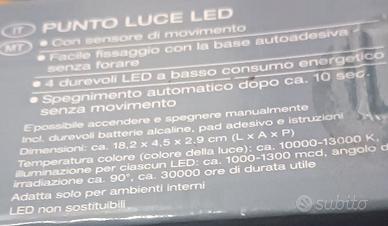 IT PUNTO LUCE LED
MT • Con sensore di movimento
• Facile fissaggio con la base autoadesiva
senza forare
• 4 durevoli LED a basso consumo energetico
• Spegnimento automatico dopo ca. 10 sec.
senza movimento
È possibile accendere e spegnere manualmente
Incl. durevoli batterie alcaline, pad adesivo e istruzioni
Dimensioni: ca. 18,2 x 4,5 x 2.9 cm (L x A x P)
Temperatura colore (colore della luce): ca. 10000-13000 K,
illuminazione per ciascun LED: ca. 1000-1300 mcd, angolo d
irradiazione ca. 90°, ca. 30000 ore di durata utile
Adatta solo per ambienti interni
LED non sostituibili
subito